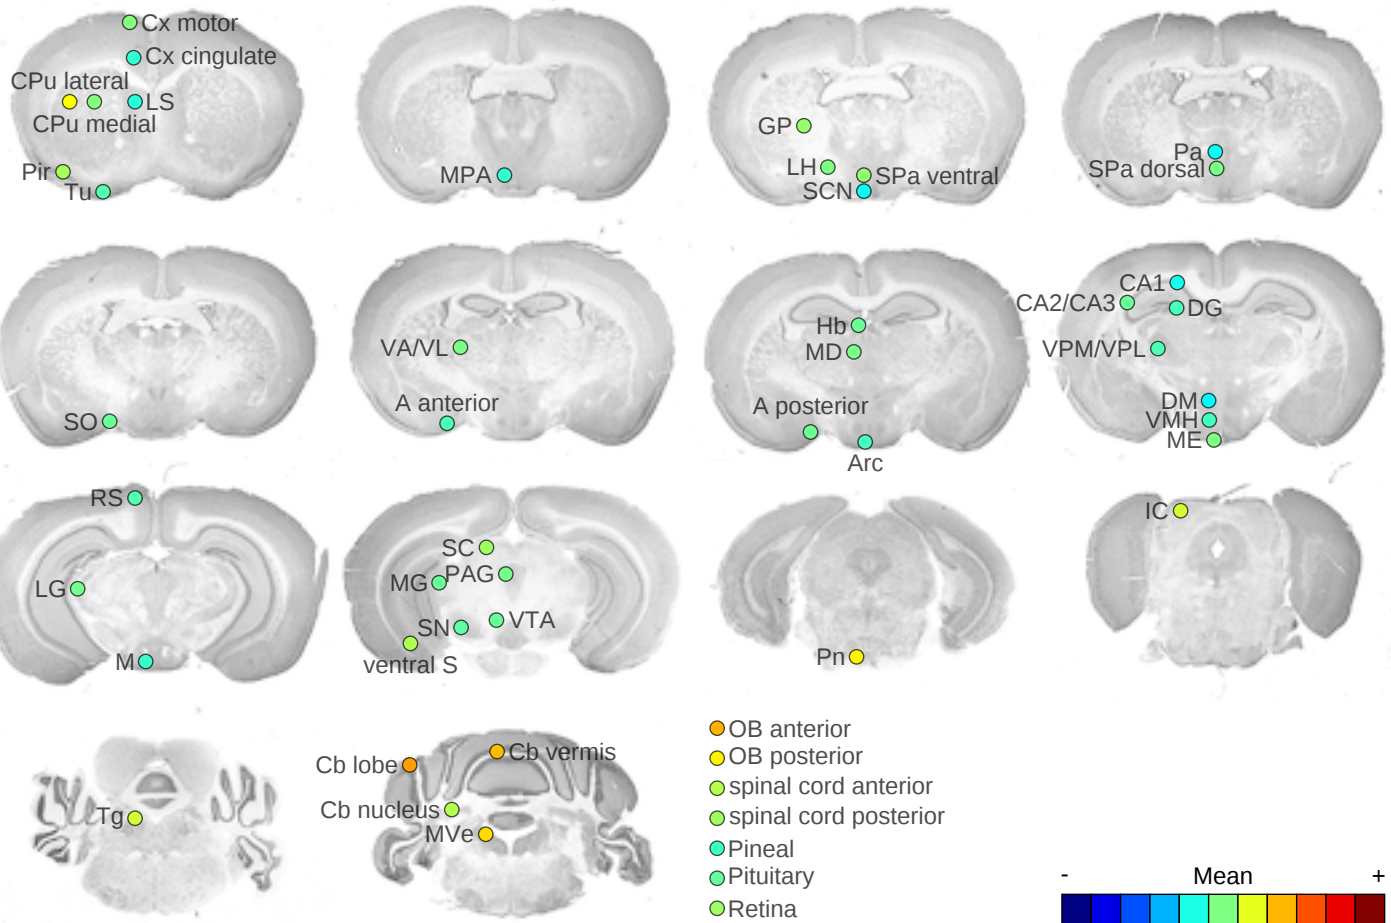 Cx motor
Cx cingulate
CPu lateral
LS
CPu medial
Pir
Tu
MPA
GP
LH
SPa ventral
SCN
Pa
SPa dorsal
SO
VA/VL
A anterior
Hb
MD
A posterior
Arc
CA1
CA2/CA3
DG
VPM/VPL
DM
VMH
ME
RS
LG
M
SC
PAG
MG
VTA
SN
ventral S
Pn
IC
Tg
Cb vermis
Cb lobe
Cb nucleus
MVe
OB anterior
OB posterior
spinal cord anterior
spinal cord posterior
Pineal
Pituitary
Retina
- Mean +